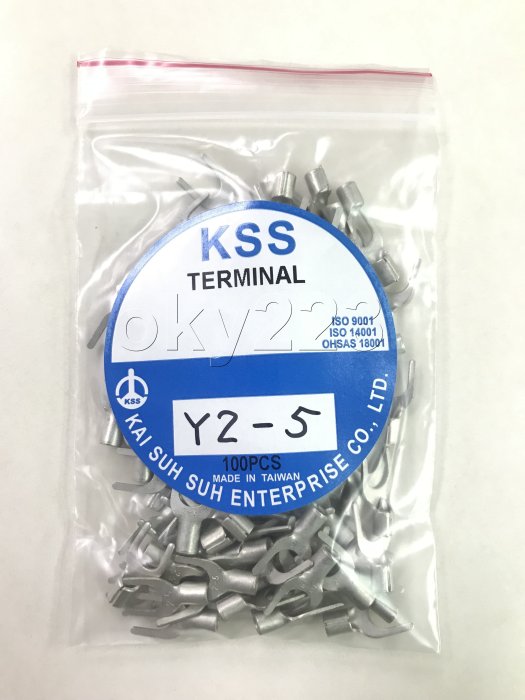 KSS
TERMINAL
ISO 9001
ISO 14001
OHSAS 18001
oky223
KSS
Y2-5
100PCS
MADE IN TAIWAN
KAI SUH SUH ENTERPRISE CO., LTD.